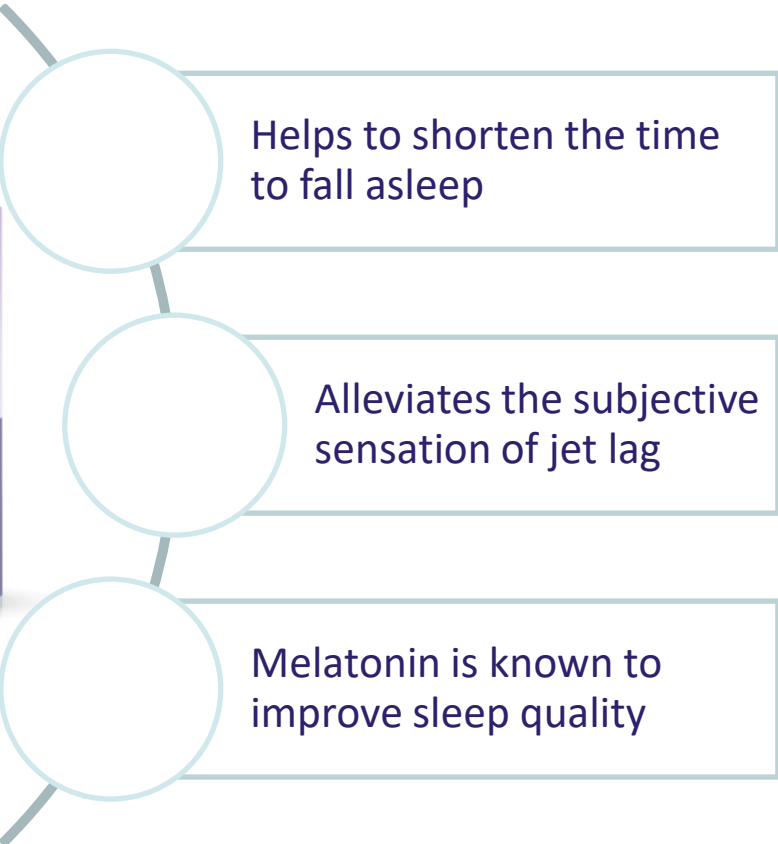 Helps to shorten the time
to fall asleep
Alleviates the subjective
sensation of jet lag
Melatonin is known to
improve sleep quality